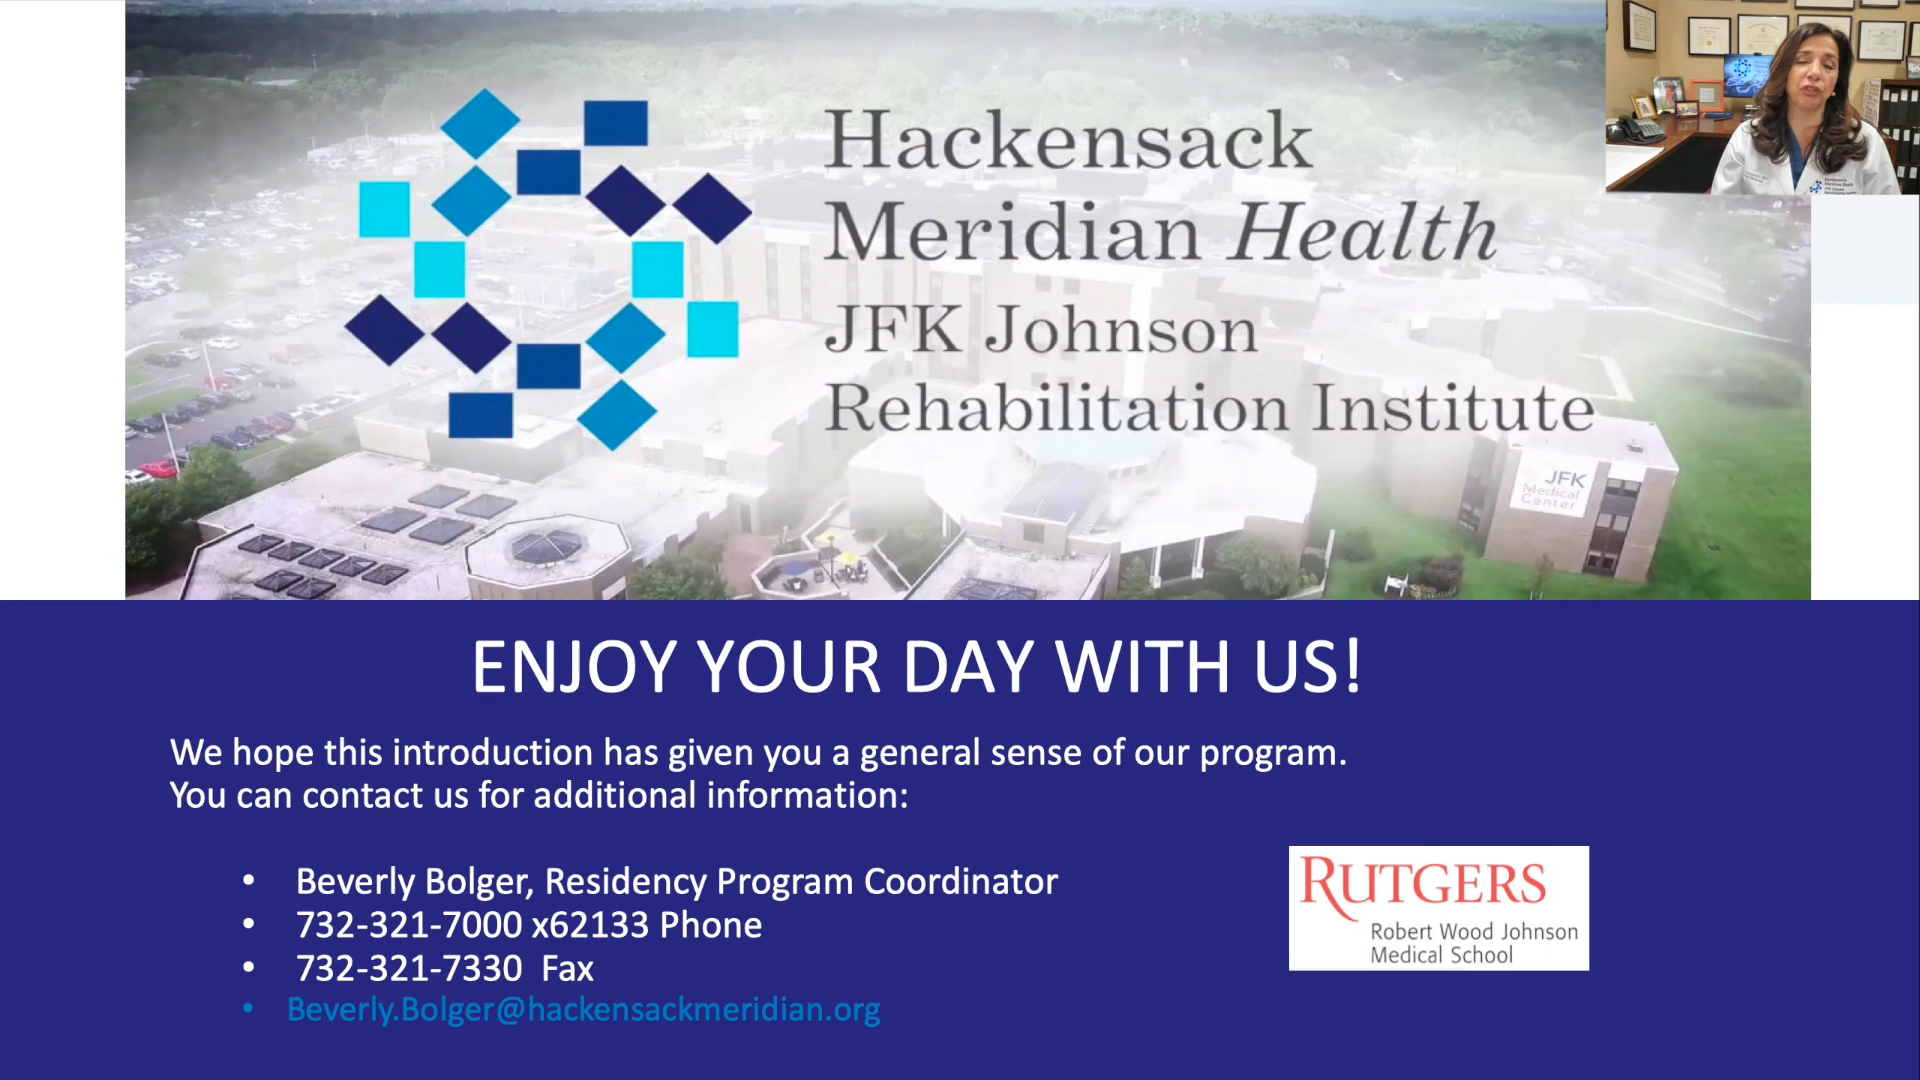 Hackensack
Meridian Health
JFK Johnson
Rehabilitation Institute
JFK
Medical
Center
ENJOY YOUR DAY WITH US!
We hope this introduction has given you a general sense of our program.
You can contact us for additional information:
• Beverly Bolger, Residency Program Coordinator
• 732-321-7000 x62133 Phone
• 732-321-7330  Fax
• Beverly.Bolger@hackensackmeridian.org
RUTGERS
Robert Wood Johnson
Medical School
Hackensack
Meridian Health